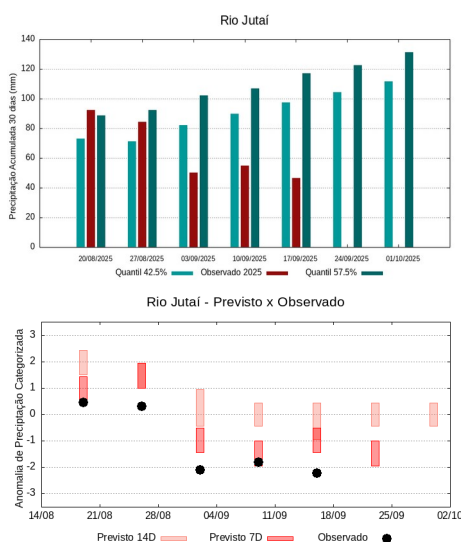 Rio Jutaí
Precipitação Acumulada 30 dias (mm)
140
120
100
80
60
40
20
0
20/08/2025 27/08/2025 03/09/2025 10/09/2025 17/09/2025 24/09/2025 01/10/2025
Quantil 42.5% Observado 2025 Quantil 57.5%
Rio Jutaí - Previsto x Observado
Anomalia de Precipitação Categorizada
3
2
1
0
-1
-2
-3
14/08 21/08 28/08 04/09 11/09 18/09 25/09 02/10
Previsto 14D Previsto 7D Observado